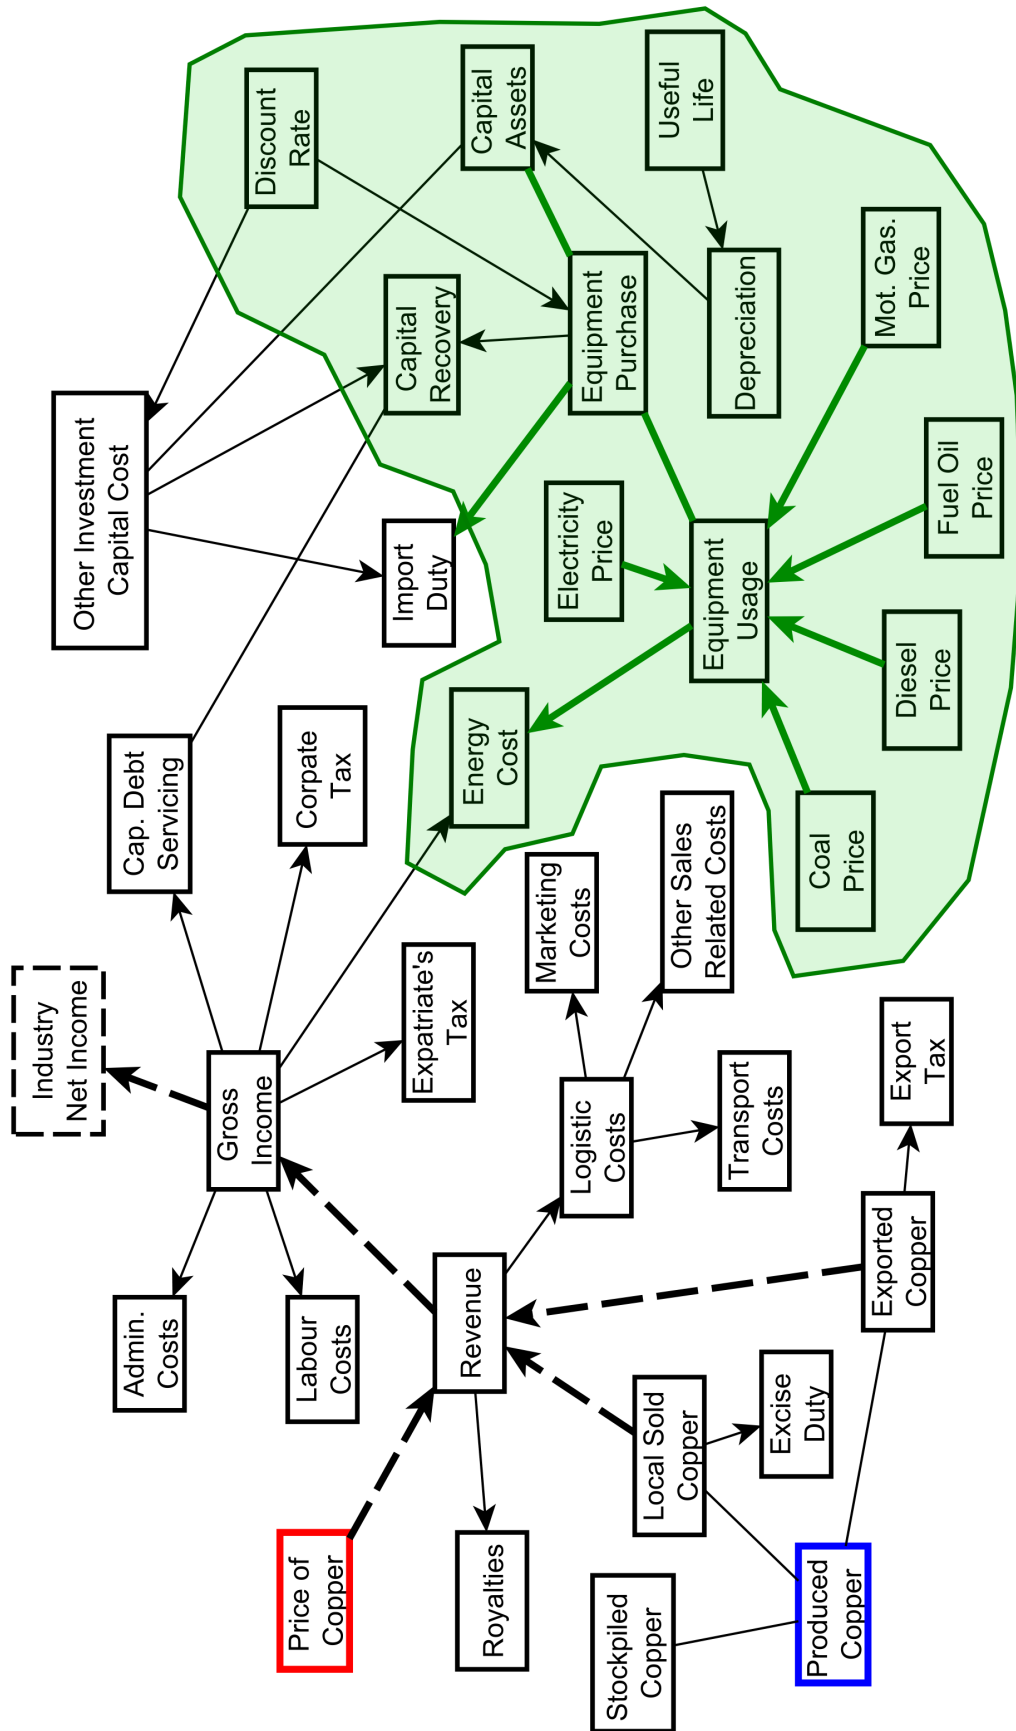 Industry
Net Income
Other Investment
Capital Cost
Admin.
Costs
Cap. Debt
Servicing
Gross
Income
Discount
Rate
Price of
Copper
Labour
Costs
Corpate
Tax
Expatriate's
Tax
Import
Duty
Capital
Recovery
Royalties
Revenue
Energy
Cost
Capital
Assets
Marketing
Costs
Electricity
Price
Equipment
Purchase
Logistic
Costs
Stockpiled
Copper
Local Sold
Copper
Other Sales
Related Costs
Useful
Life
Equipment
Usage
Depreciation
Transport
Costs
Excise
Duty
Produced
Copper
Coal
Price
Exported
Copper
Export
Tax
Diesel
Price
Mot. Gas.
Price
Fuel Oil
Price